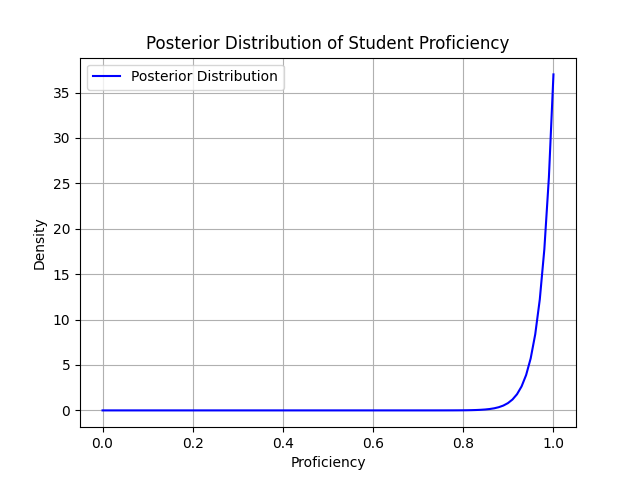 Posterior Distribution of Student Proficiency
Posterior Distribution
35
30
25
20
15
10
5
0
Density
0.0 0.2 0.4 0.6 0.8 1.0
Proficiency